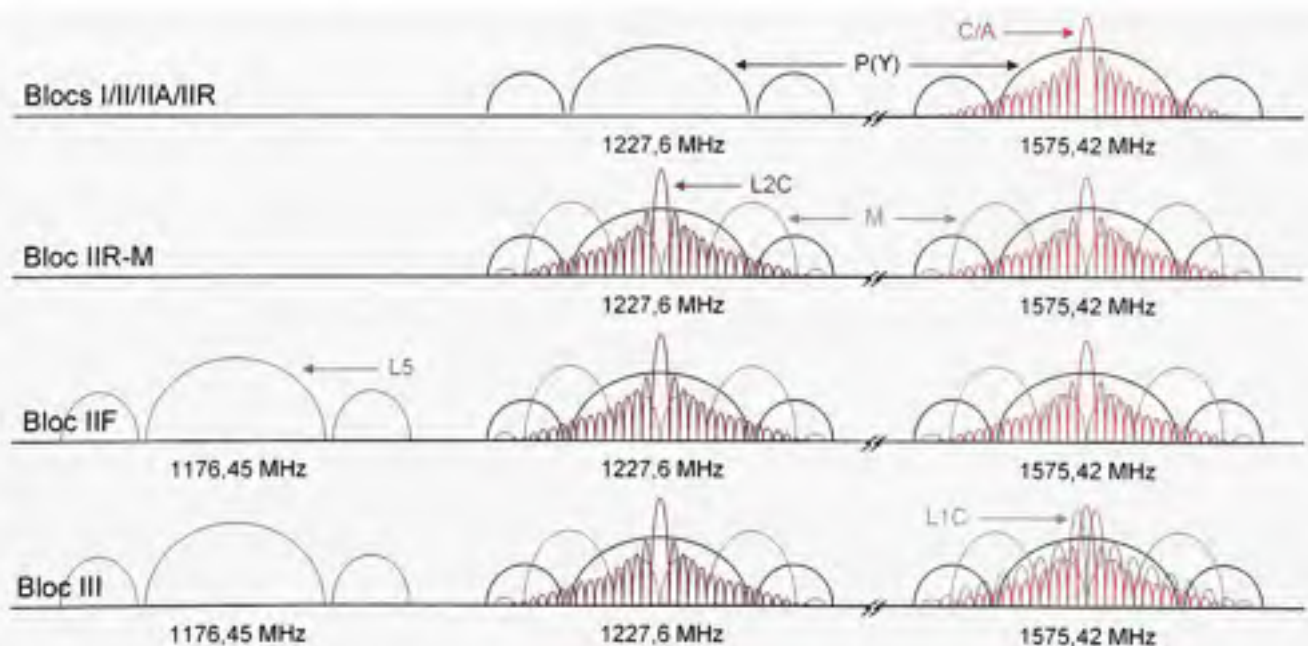 C/A
P(Y)
Blocs I/II/IIA/IIR
1227,6 MHz 1575,42 MHz
L2C
M
Bloc IIR-M
1227,6 MHz 1575,42 MHz
L5
Bloc IIF
1176,45 MHz 1227,6 MHz 1575,42 MHz
L1C
Bloc III
1176,45 MHz 1227,6 MHz 1575,42 MHz